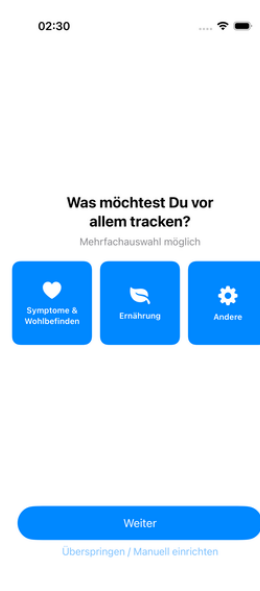 02:30
Was möchtest Du vor
allem tracken?
Mehrfachauswahl möglich
Symptome &
Wohlbefinden
Ernährung
Andere
Weiter
Überspringen / Manuell einrichten